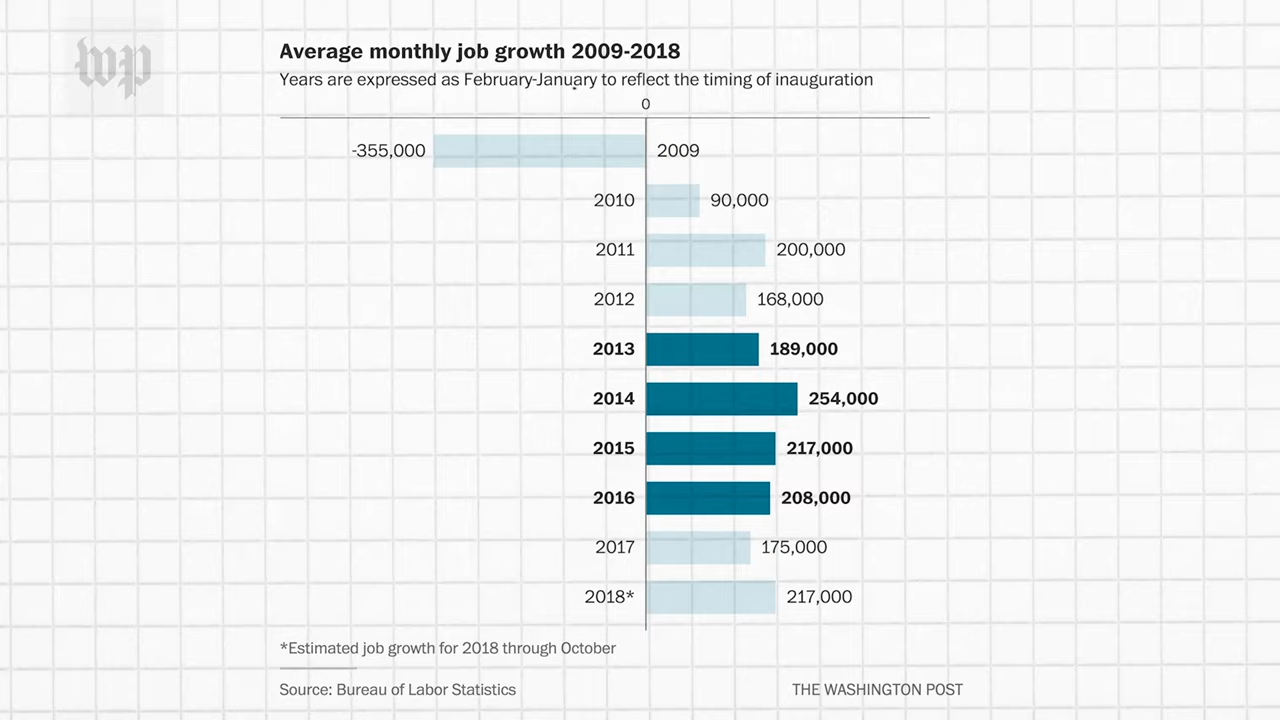 wp
Average monthly job growth 2009-2018
Years are expressed as February-January to reflect the timing of inauguration
0
-355,000 2009
2010 90,000
2011 200,000
2012 168,000
2013 189,000
2014 254,000
2015 217,000
2016 208,000
2017 175,000
2018* 217,000
*Estimated job growth for 2018 through October
Source: Bureau of Labor Statistics THE WASHINGTON POST